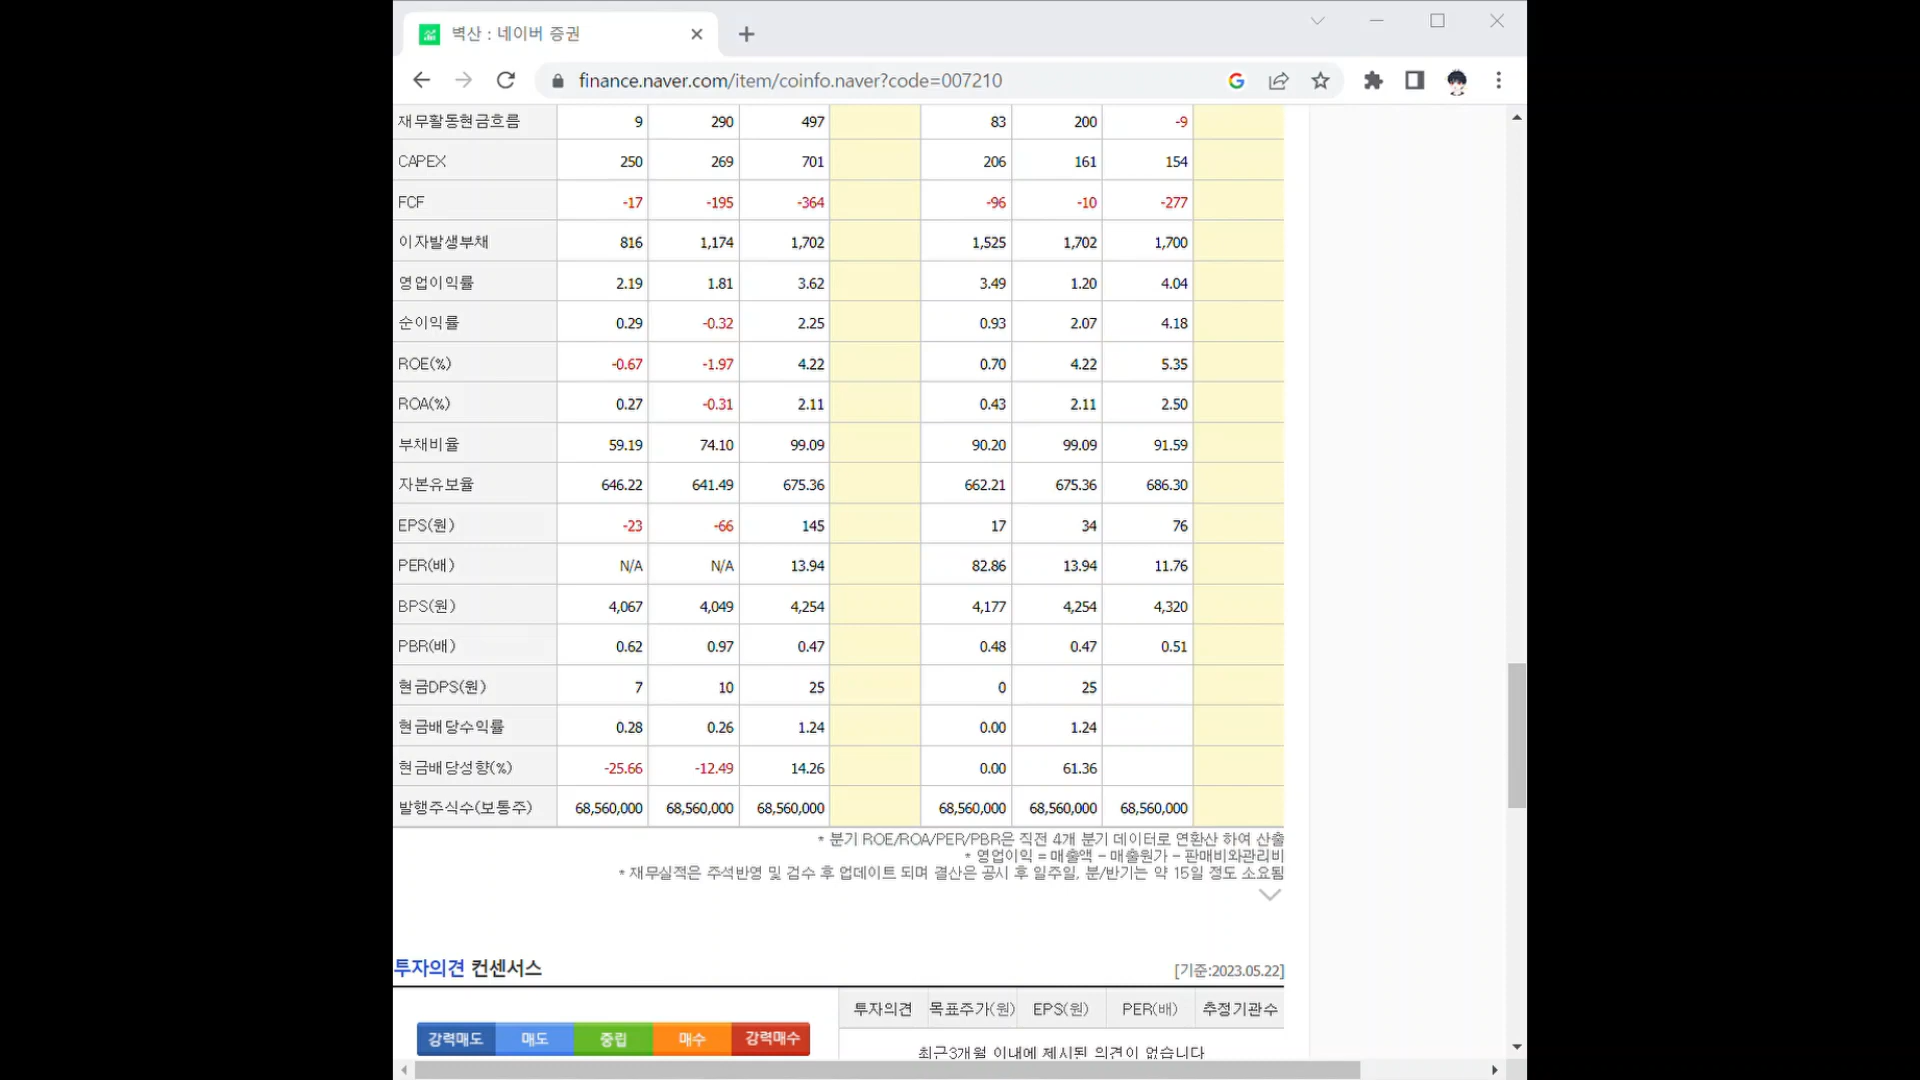 벽산 : 네이버 증권
finance.naver.com/item/coinfo.naver?code=007210
재무활동현금흐름 9 290 497 83 200 -9
CAPEX 250 269 701 206 161 154
FCF -17 -195 -364 -96 -10 -277
이자발생부채 816 1,174 1,702 1,525 1,702 1,700
영업이익률 2.19 1.81 3.62 3.49 1.20 4.04
순이익률 0.29 -0.32 2.25 0.93 2.07 4.18
ROE(%) -0.67 -1.97 4.22 0.70 4.22 5.35
ROA(%) 0.27 -0.31 2.11 0.43 2.11 2.50
부채비율 59.19 74.10 99.09 90.20 99.09 91.59
자본유보율 646.22 641.49 675.36 662.21 675.36 686.30
EPS(원) -23 -66 145 17 34 76
PER(배) N/A N/A 13.94 82.86 13.94 11.76
BPS(원) 4,067 4,049 4,254 4,177 4,254 4,320
PBR(배) 0.62 0.97 0.47 0.48 0.47 0.51
현금DPS(원) 7 10 25 0 25
현금배당수익률 0.28 0.26 1.24 0.00 1.24
현금배당성향(%) -25.66 -12.49 14.26 0.00 61.36
발행주식수(보통주) 68,560,000 68,560,000 68,560,000 68,560,000 68,560,000 68,560,000
* 분기 ROE/ROA/PER/PBR은 직전 4개 분기 데이터로 연환산 하여 산출
* 영업이익 = 매출액 - 매출원가 - 판매비와관리비
* 재무실적은 주석반영 및 검수 후 업데이트 되며 결산은 공시 후 일주일, 분/반기는 약 15일 정도 소요됨
투자의견 컨센서스 [기준:2023.05.22]
투자의견 목표주가(원) EPS(원) PER(배) 추정기관수
강력매도 매도 중립 매수 강력매수
최근3개월 이내에 제시된 의견이 없습니다